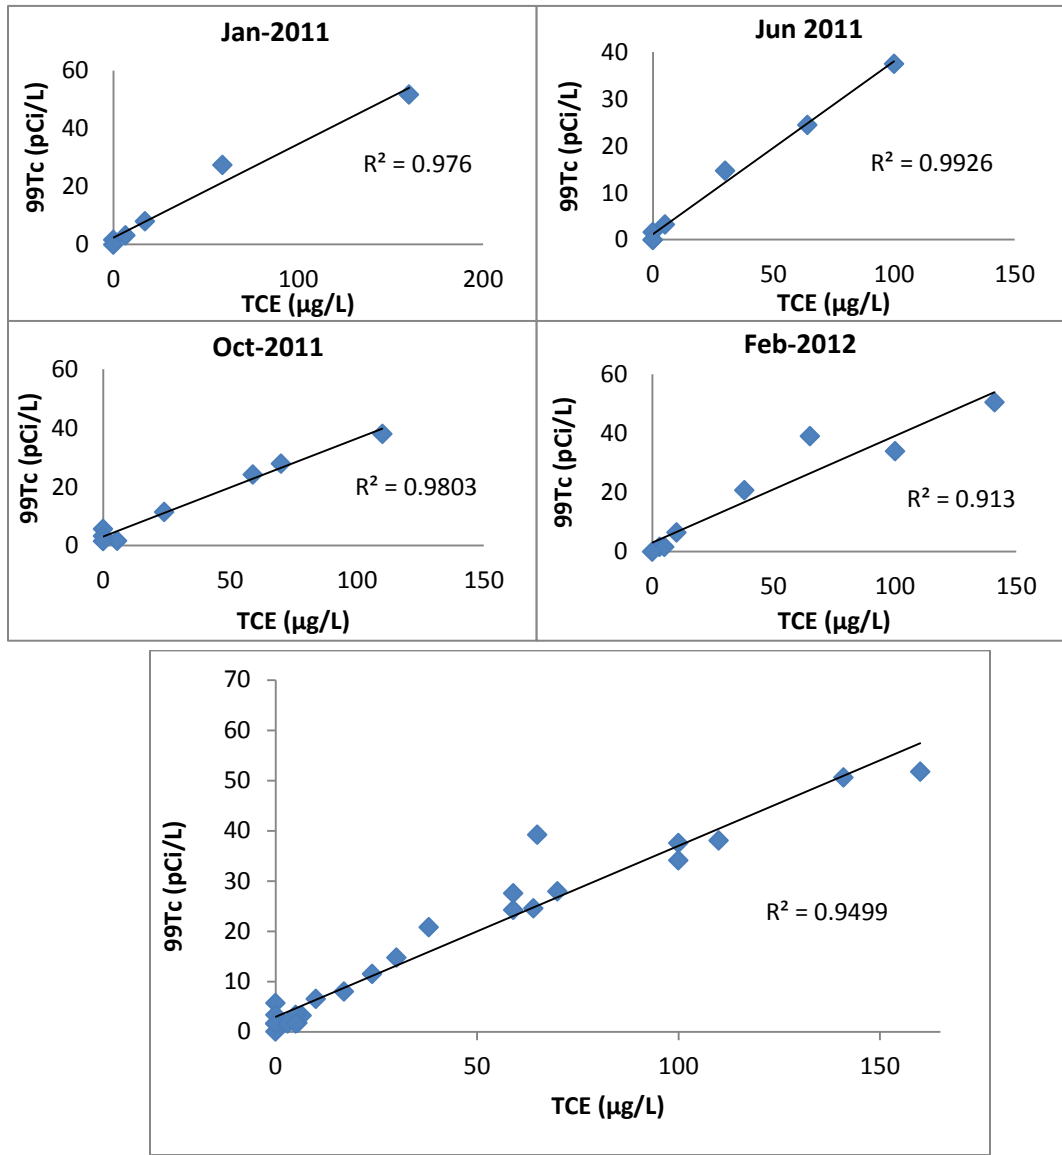 Jan-2011
99Tc (pCi/L)
60
40
20
0
R² = 0.976
0 100 200
TCE (µg/L)
Jun 2011
99Tc (pCi/L)
40
30
20
10
0
R² = 0.9926
0 50 100 150
TCE (µg/L)
Oct-2011
99Tc (pCi/L)
60
40
20
0
R² = 0.9803
0 50 100 150
TCE (µg/L)
Feb-2012
99Tc (pCi/L)
60
40
20
0
R² = 0.913
0 50 100 150
TCE (µg/L)
99Tc (pCi/L)
70
60
50
40
30
20
10
0
R² = 0.9499
0 50 100 150
TCE (µg/L)